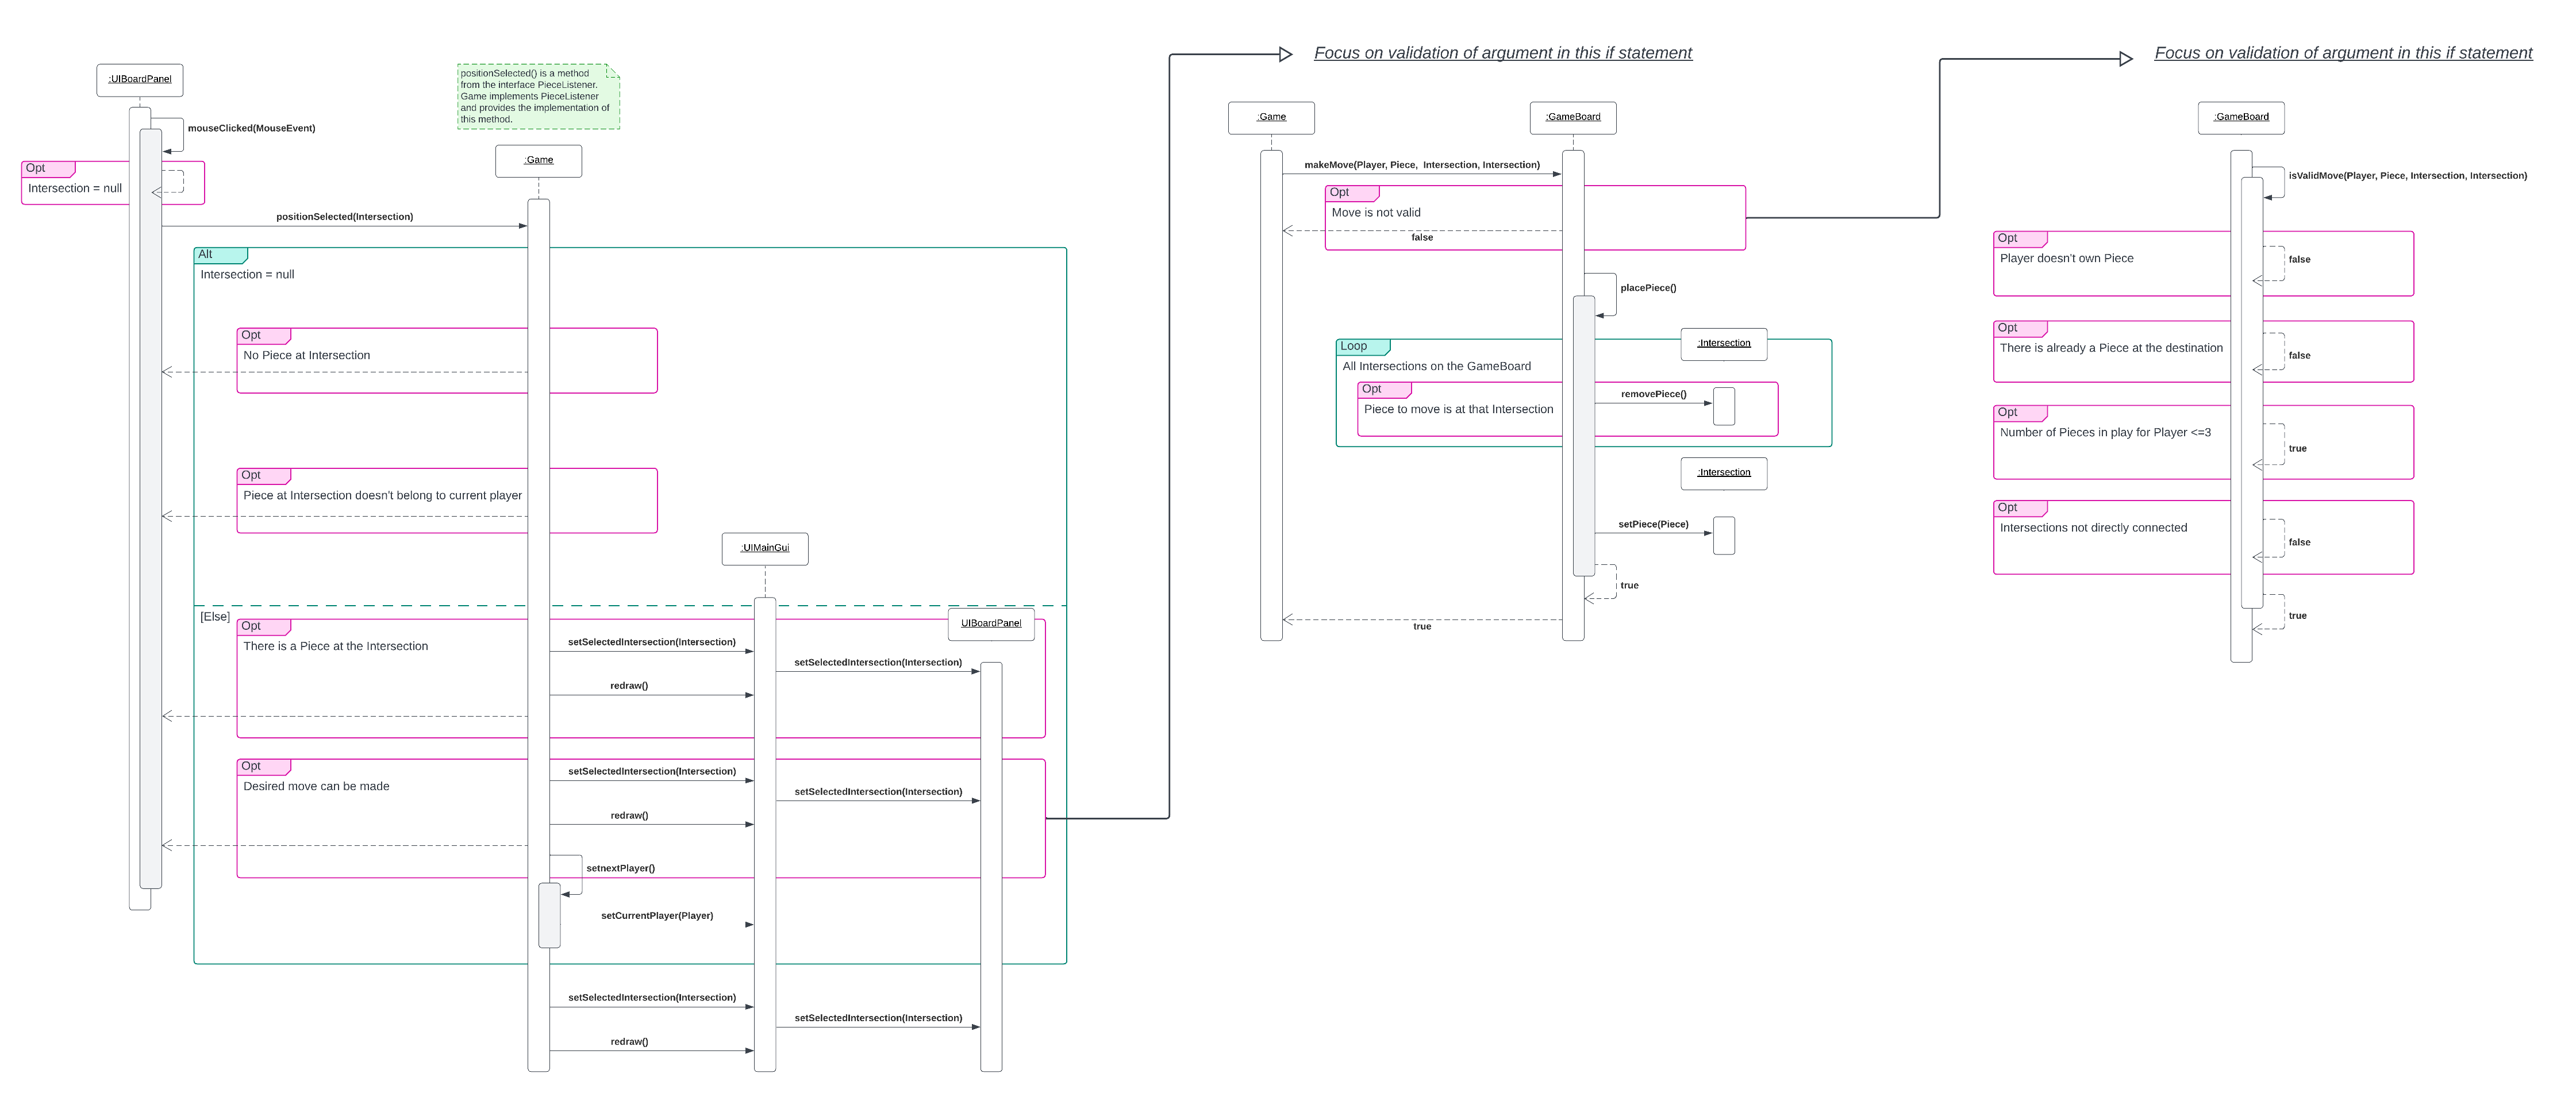 :UIBoardPanel
mouseClicked(MouseEvent)
Opt
Intersection = null
positionSelected() is a method
from the interface PieceListener.
Game implements PieceListener
and provides the implementation of
this method.
:Game
positionSelected(Intersection)
Alt
Intersection = null
Opt
No Piece at Intersection
Opt
Piece at Intersection doesn't belong to current player
:UIMainGui
[Else]
UIBoardPanel
Opt
There is a Piece at the Intersection
setSelectedIntersection(Intersection)
setSelectedIntersection(Intersection)
redraw()
Opt
Desired move can be made
setSelectedIntersection(Intersection)
setSelectedIntersection(Intersection)
redraw()
setnextPlayer()
setCurrentPlayer(Player)
setSelectedIntersection(Intersection)
setSelectedIntersection(Intersection)
redraw()
Focus on validation of argument in this if statement
:Game
:GameBoard
makeMove(Player, Piece,  Intersection, Intersection)
Opt
Move is not valid
false
placePiece()
Loop
All Intersections on the GameBoard
:Intersection
Opt
Piece to move is at that Intersection
removePiece()
:Intersection
setPiece(Piece)
true
true
Focus on validation of argument in this if statement
:GameBoard
isValidMove(Player, Piece, Intersection, Intersection)
Opt
Player doesn't own Piece
false
Opt
There is already a Piece at the destination
false
Opt
Number of Pieces in play for Player <=3
true
Opt
Intersections not directly connected
false
true